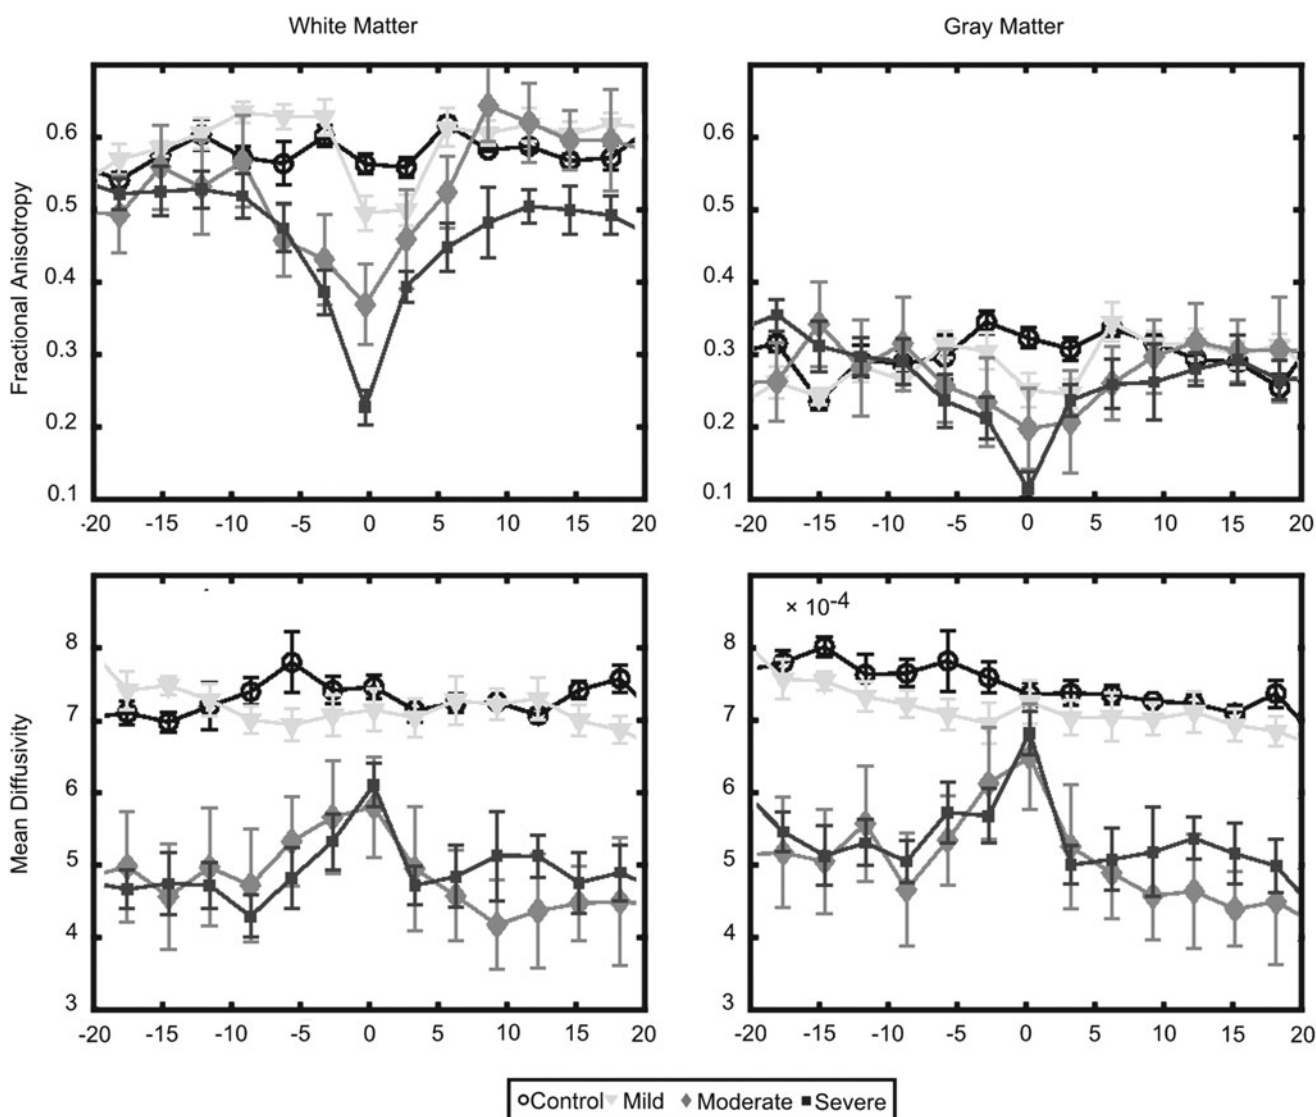 White Matter
Gray Matter
Fractional Anisotropy
0.6
0.5
0.4
0.3
0.2
0.1
-20 -15 -10 -5 0 5 10 15 20
0.6
0.5
0.4
0.3
0.2
0.1
-20 -15 -10 -5 0 5 10 15 20
Mean Diffusivity
8
7
6
5
4
3
-20 -15 -10 -5 0 5 10 15 20
× 10-4
8
7
6
5
4
3
-20 -15 -10 -5 0 5 10 15 20
Control Mild Moderate Severe